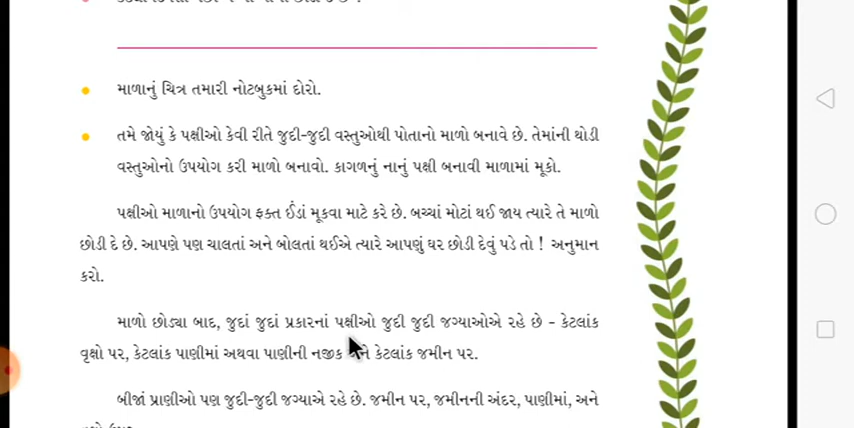 માળાનું ચિત્ર તમારી નોટબુકમાં દોરો.
તમે જોયું કે પક્ષીઓ કેવી રીતે જુદી-જુદી વસ્તુઓથી પોતાનો માળો બનાવે છે. તેમાંની થોડી
વસ્તુઓનો ઉપયોગ કરી માળો બનાવો. કાગળનું નાનું પક્ષી બનાવી માળામાં મૂકો.
પક્ષીઓ માળાનો ઉપયોગ ફક્ત ઈંડાં મૂકવા માટે કરે છે. બચ્ચાં મોટાં થઈ જાય ત્યારે તે માળો
છોડી દે છે. આપણે પણ ચાલતાં અને બોલતાં થઈએ ત્યારે આપણું ઘર છોડી દેવું પડે તો ! અનુમાન
કરો.
માળો છોડ્યા બાદ, જુદાં જુદાં પ્રકારનાં પક્ષીઓ જુદી જુદી જગ્યાઓએ રહે છે - કેટલાંક
વૃક્ષો પર, કેટલાંક પાણીમાં અથવા પાણીની નજીક અને કેટલાંક જમીન પર.
બીજાં પ્રાણીઓ પણ જુદી-જુદી જગ્યાએ રહે છે. જમીન પર, જમીનની અંદર, પાણીમાં, અને